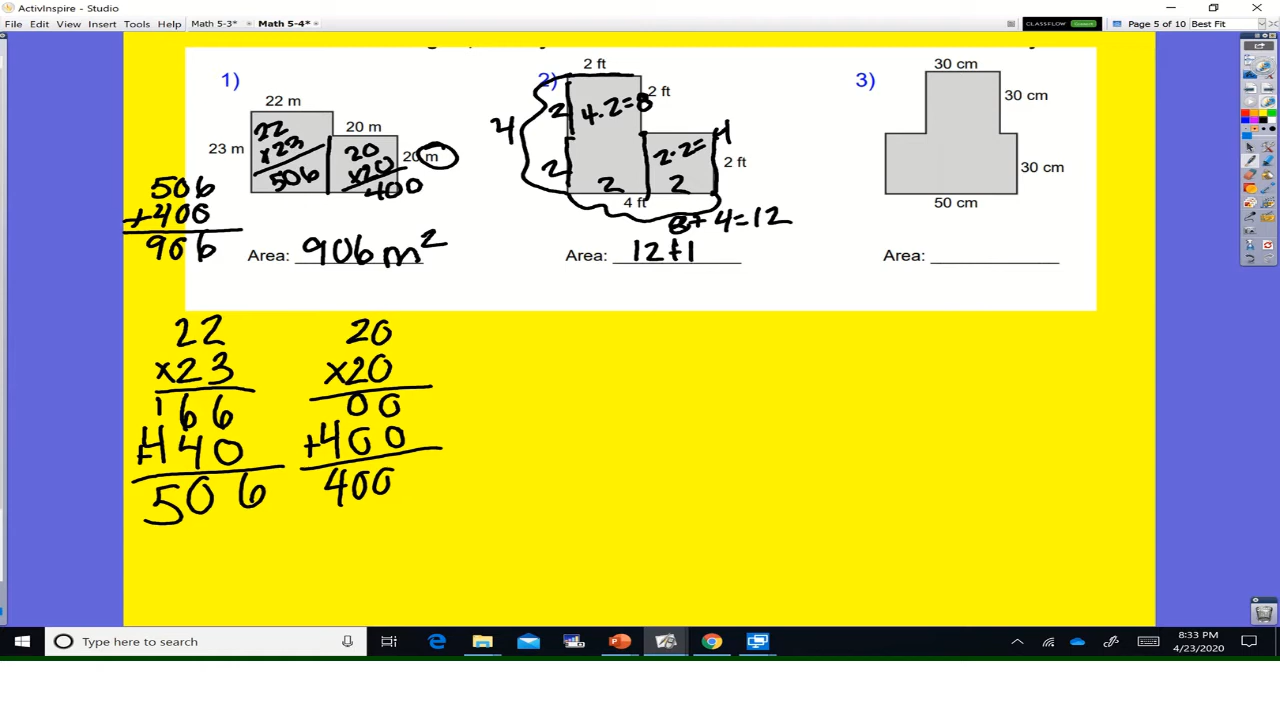 ActivInspire - Studio
File Edit View Insert Tools Help Math 5-3* Math 5-4* CLASSFLOW Page 5 of 10 Best Fit
1) 2) 3)
22 m
20 m
23 m
20 m
22
x23
506
20
x20
400
506
+400
906
Area: 906 m²
2 ft
2 ft
2 ft
4 ft
4
2
2
4·2=8
2·2=4
2
2
8+4=12
Area: 12 ft
30 cm
30 cm
30 cm
50 cm
Area:
22
x23
166
+440
506
20
x20
00
+400
400
Type here to search
8:33 PM
4/23/2020